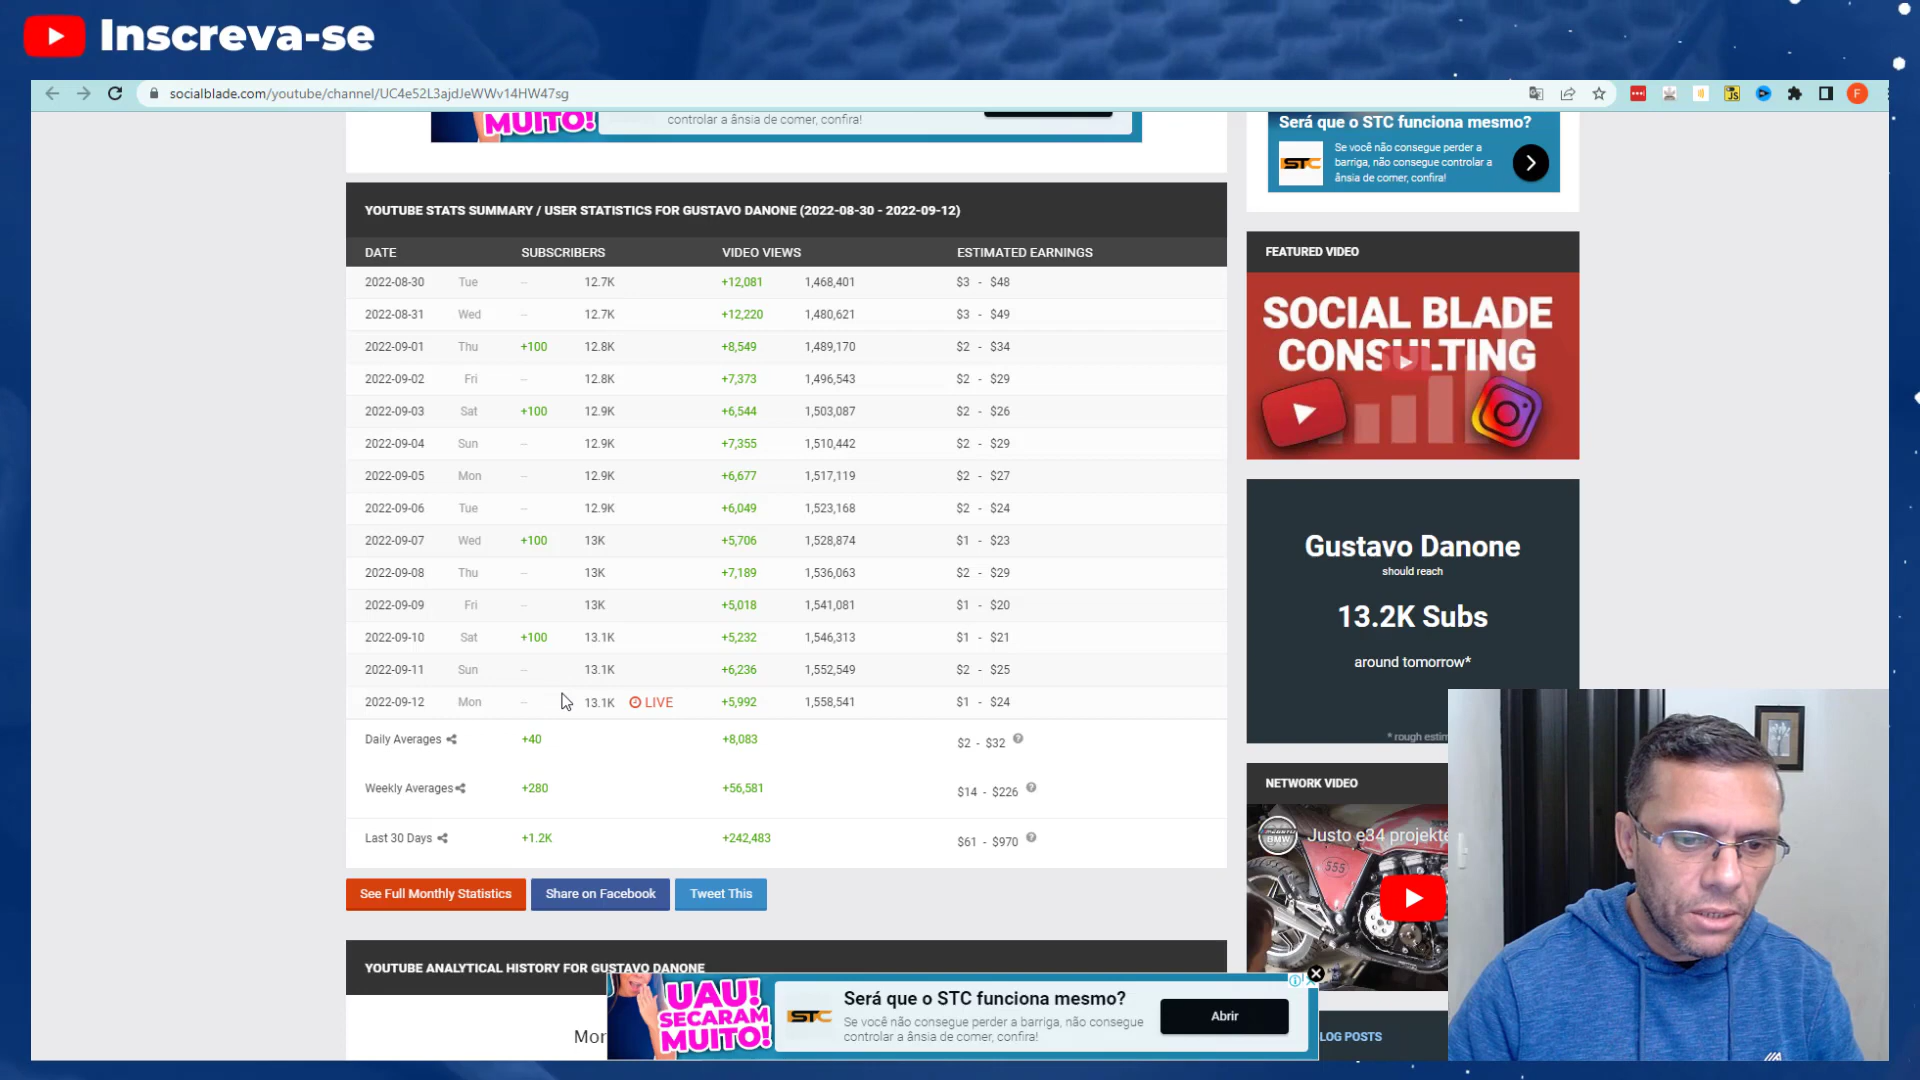 Inscreva-se
socialblade.com/youtube/channel/UC4e52L3ajdJeWWv14HW47sg
MUITO!
controlar a ânsia de comer, confira!
Será que o STC funciona mesmo?
STC
Se você não consegue perder a
barriga, não consegue controlar a
ânsia de comer, confira!
YOUTUBE STATS SUMMARY / USER STATISTICS FOR GUSTAVO DANONE (2022-08-30 - 2022-09-12)
DATE SUBSCRIBERS VIDEO VIEWS ESTIMATED EARNINGS
2022-08-30 Tue -- 12.7K +12,081 1,468,401 $3 - $48
2022-08-31 Wed -- 12.7K +12,220 1,480,621 $3 - $49
2022-09-01 Thu +100 12.8K +8,549 1,489,170 $2 - $34
2022-09-02 Fri -- 12.8K +7,373 1,496,543 $2 - $29
2022-09-03 Sat +100 12.9K +6,544 1,503,087 $2 - $26
2022-09-04 Sun -- 12.9K +7,355 1,510,442 $2 - $29
2022-09-05 Mon -- 12.9K +6,677 1,517,119 $2 - $27
2022-09-06 Tue -- 12.9K +6,049 1,523,168 $2 - $24
2022-09-07 Wed +100 13K +5,706 1,528,874 $1 - $23
2022-09-08 Thu -- 13K +7,189 1,536,063 $2 - $29
2022-09-09 Fri -- 13K +5,018 1,541,081 $1 - $20
2022-09-10 Sat +100 13.1K +5,232 1,546,313 $1 - $21
2022-09-11 Sun -- 13.1K +6,236 1,552,549 $2 - $25
2022-09-12 Mon -- 13.1K LIVE +5,992 1,558,541 $1 - $24
Daily Averages +40 +8,083 $2 - $32
Weekly Averages +280 +56,581 $14 - $226
Last 30 Days +1.2K +242,483 $61 - $970
See Full Monthly Statistics
Share on Facebook
Tweet This
YOUTUBE ANALYTICAL HISTORY FOR GUSTAVO DANONE
Mon
FEATURED VIDEO
SOCIAL BLADE
CONSULTING
Gustavo Danone
should reach
13.2K Subs
around tomorrow*
* rough estim
NETWORK VIDEO
Justo e34 projekt
555
LOG POSTS
UAU!
SECARAM
MUITO!
STC
Será que o STC funciona mesmo?
Se você não consegue perder a barriga, não consegue
controlar a ânsia de comer, confira!
Abrir